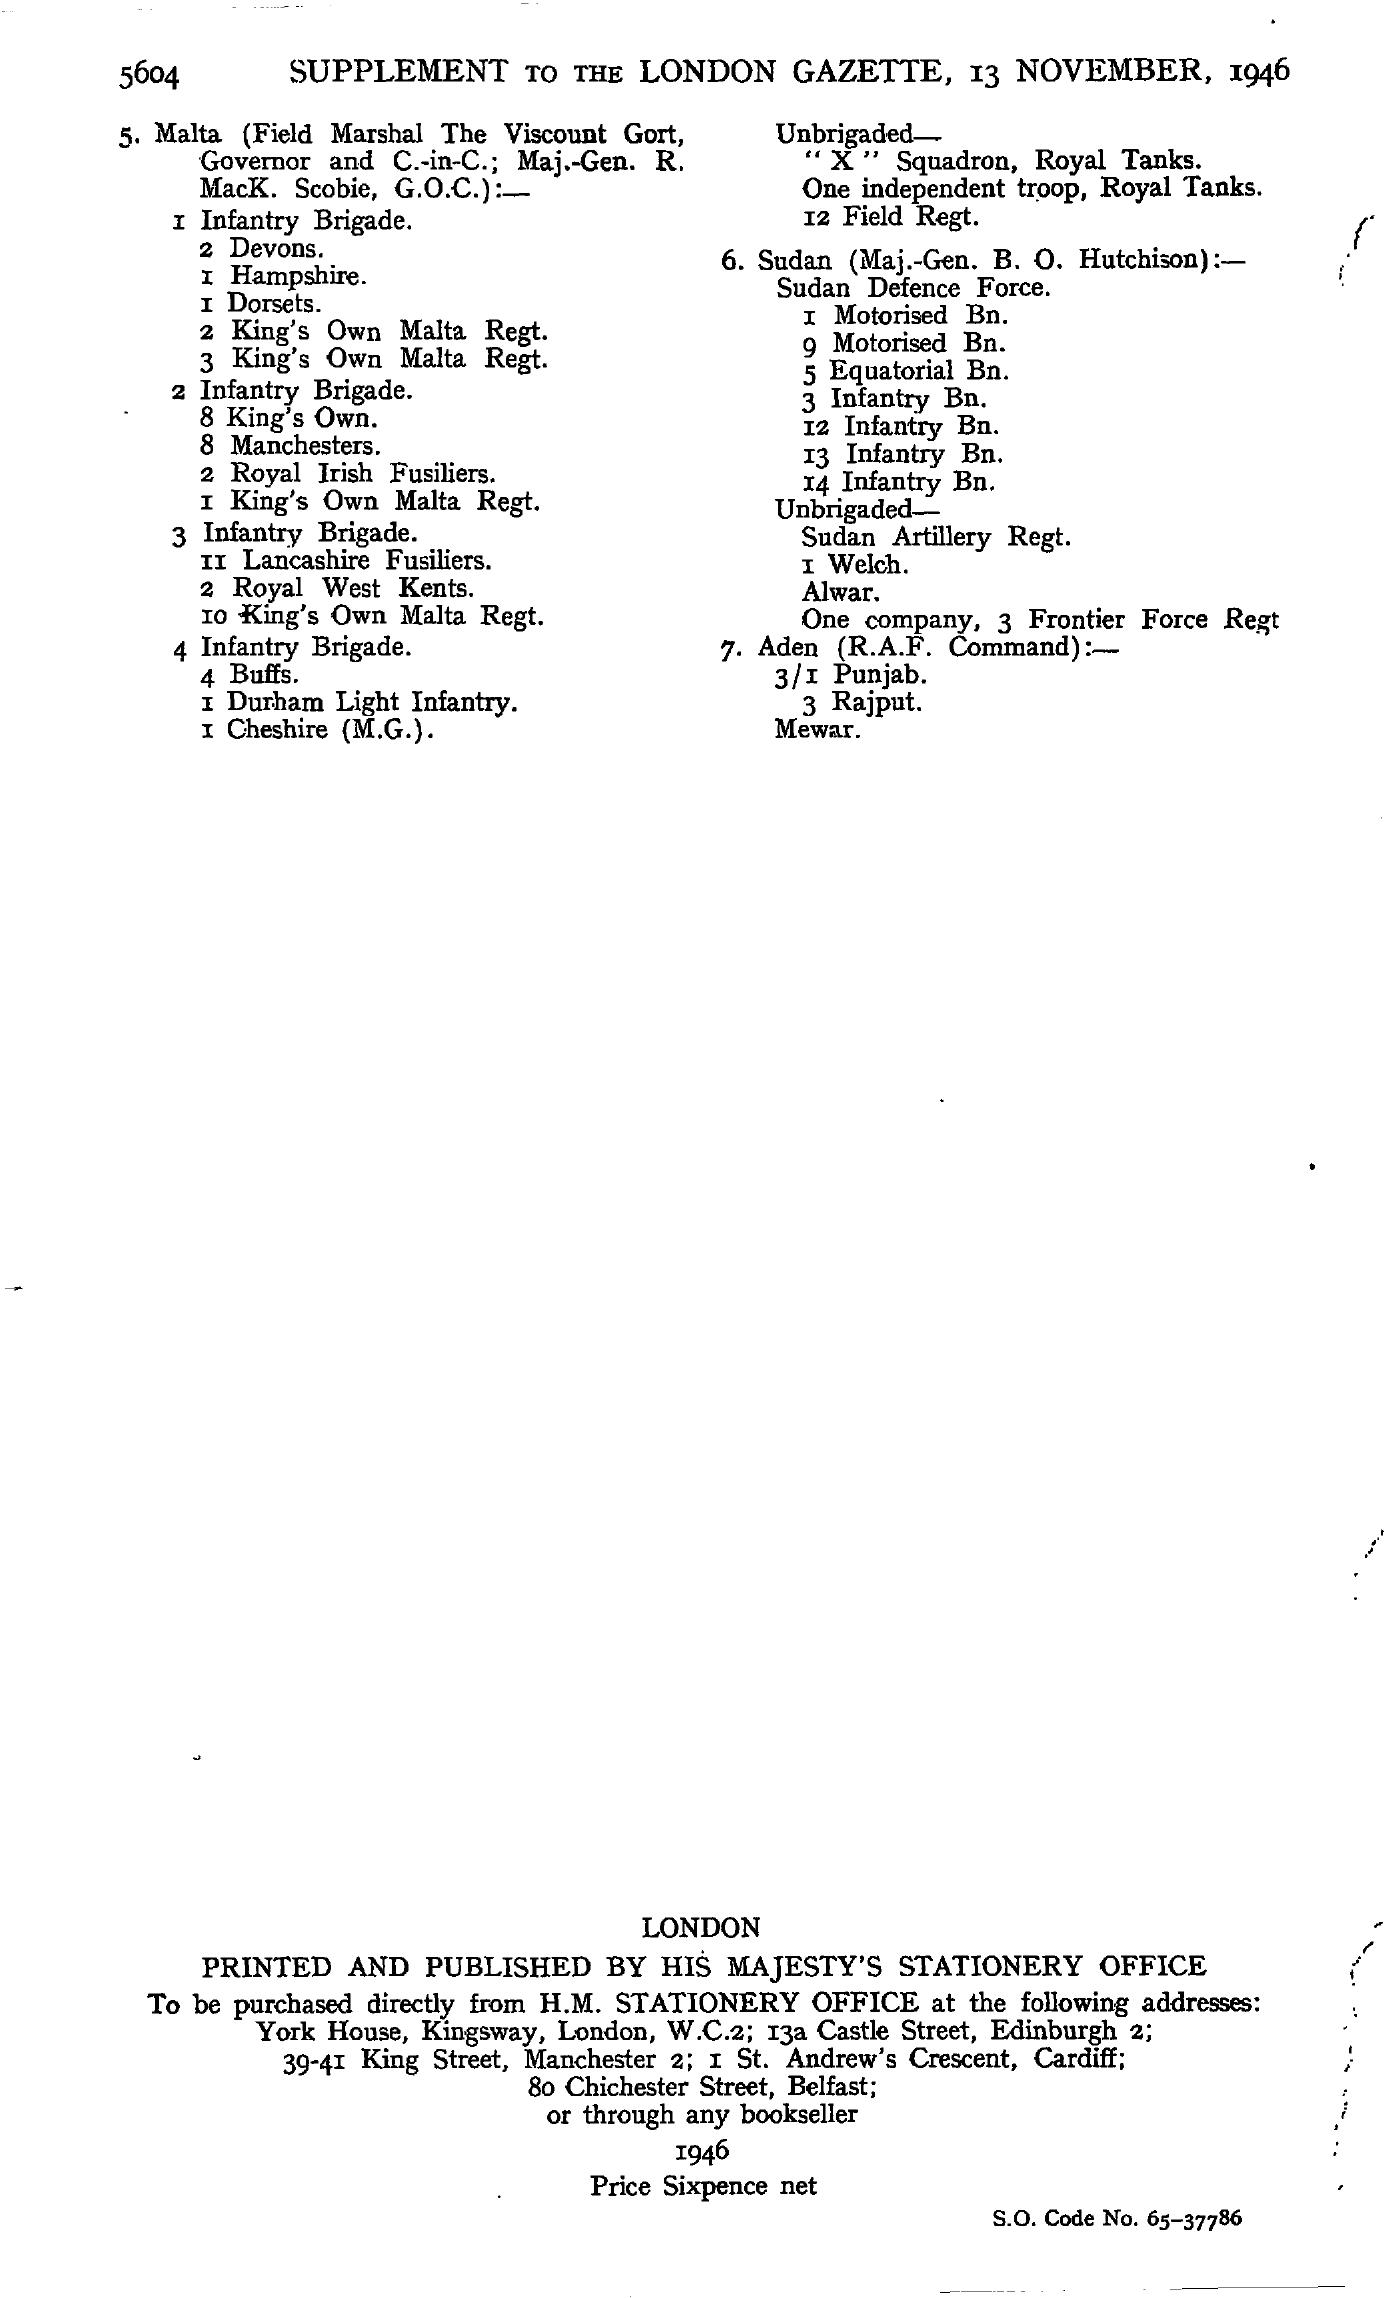 5604 SUPPLEMENT TO THE LONDON GAZETTE, 13 NOVEMBER, 1946
5. Malta (Field Marshal The Viscount Gort,
Governor and C.-in-C.; Maj.-Gen. R.
MacK. Scobie, G.O.C.):—
1 Infantry Brigade.
2 Devons.
1 Hampshire.
1 Dorsets.
2 King's Own Malta Regt.
3 King's Own Malta Regt.
2 Infantry Brigade.
8 King's Own.
8 Manchesters.
2 Royal Irish Fusiliers.
1 King's Own Malta Regt.
3 Infantry Brigade.
11 Lancashire Fusiliers.
2 Royal West Kents.
10 King's Own Malta Regt.
4 Infantry Brigade.
4 Buffs.
1 Durham Light Infantry.
1 Cheshire (M.G.).
Unbrigaded—
" X " Squadron, Royal Tanks.
One independent troop, Royal Tanks.
12 Field Regt.
6. Sudan (Maj.-Gen. B. O. Hutchison):—
Sudan Defence Force.
1 Motorised Bn.
9 Motorised Bn.
5 Equatorial Bn.
3 Infantry Bn.
12 Infantry Bn.
13 Infantry Bn.
14 Infantry Bn.
Unbrigaded—
Sudan Artillery Regt.
1 Welch.
Alwar.
One company, 3 Frontier Force Regt
7. Aden (R.A.F. Command):—
3/1 Punjab.
3 Rajput.
Mewar.
LONDON
PRINTED AND PUBLISHED BY HIS MAJESTY'S STATIONERY OFFICE
To be purchased directly from H.M. STATIONERY OFFICE at the following addresses:
York House, Kingsway, London, W.C.2; 13a Castle Street, Edinburgh 2;
39-41 King Street, Manchester 2; 1 St. Andrew's Crescent, Cardiff;
80 Chichester Street, Belfast;
or through any bookseller
1946
Price Sixpence net
S.O. Code No. 65–37786